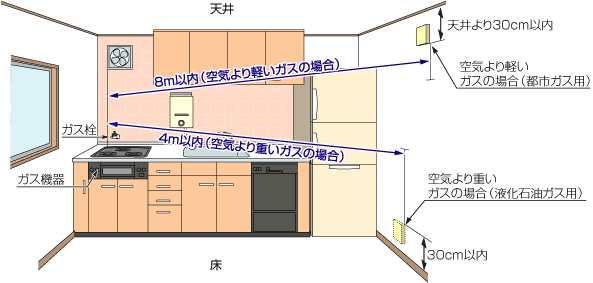 天井
天井より30cm以内
8m以内(空気より軽いガスの場合)
空気より軽い
ガスの場合(都市ガス用)
ガス栓
4m以内(空気より重いガスの場合)
ガス機器
空気より重い
ガスの場合(液化石油ガス用)
30cm以内
床